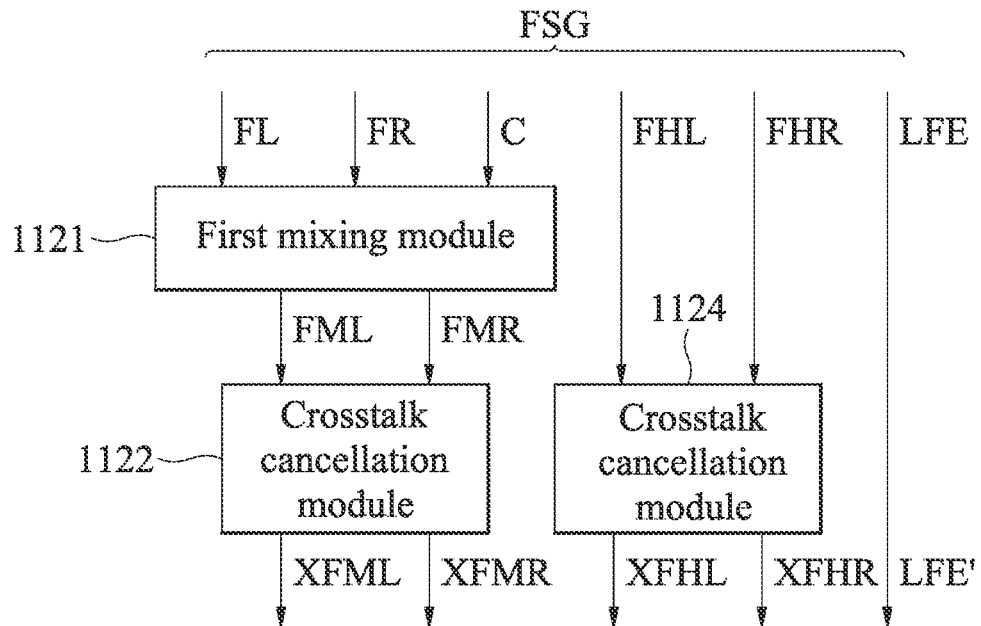 FSG
FL FR C FHL FHR LFE
1121
First mixing module
FML FMR
1124
1122
Crosstalk
cancellation
module
Crosstalk
cancellation
module
XFML XFMR XFHL XFHR LFE'